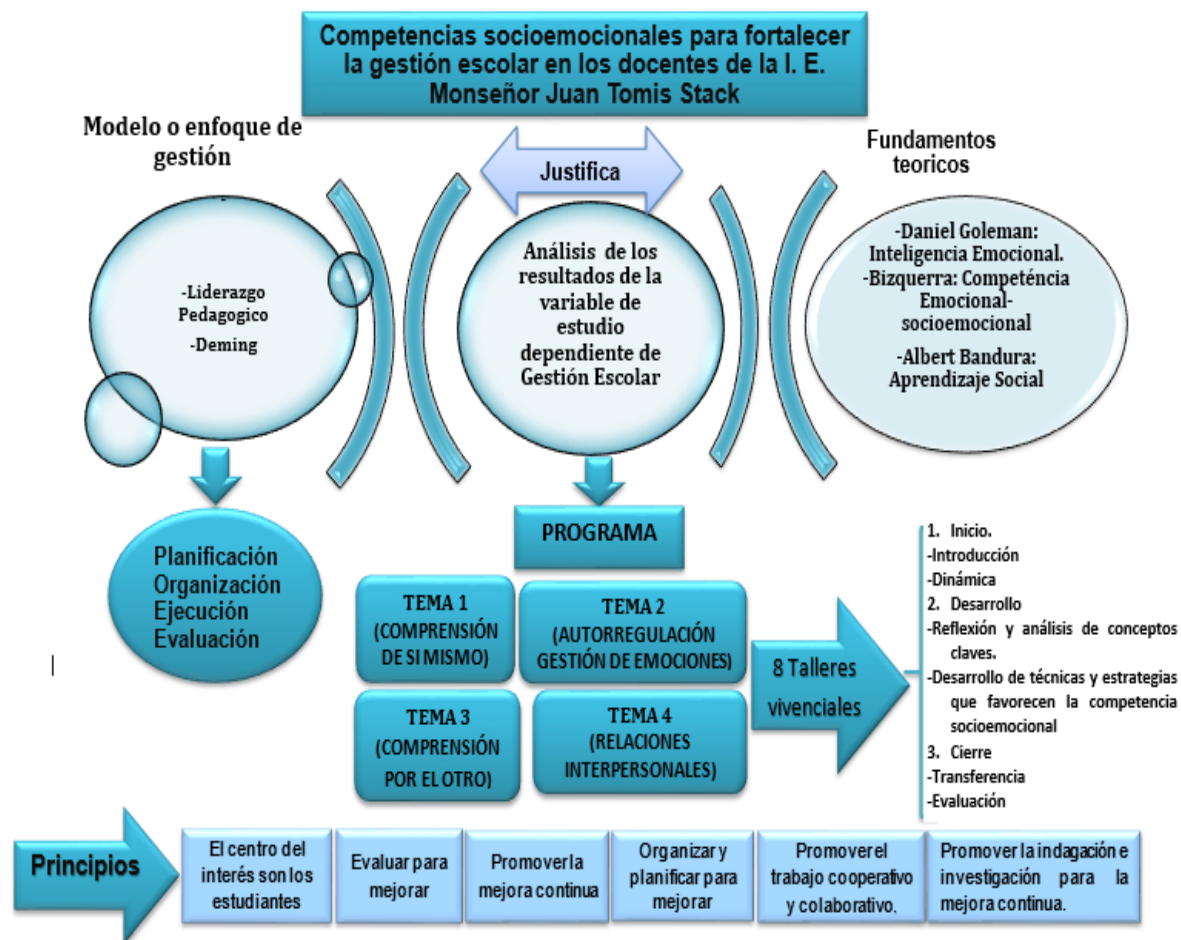 Competencias socioemocionales para fortalecer
la gestión escolar en los docentes de la I. E.
Monseñor Juan Tomis Stack
Modelo o enfoque de
gestión
Justifica
Fundamentos
teoricos
-Liderazgo
Pedagogico
-Deming
Análisis de los
resultados de la
variable de
estudio
dependiente de
Gestión Escolar
-Daniel Goleman:
Inteligencia Emocional.
-Bizquerra: Competéncia
Emocional-
socioemocional
-Albert Bandura:
Aprendizaje Social
Planificación
Organización
Ejecución
Evaluación
PROGRAMA
TEMA 1
(COMPRENSIÓN
DE SI MISMO)
TEMA 2
(AUTORREGULACIÓN
GESTIÓN DE EMOCIONES)
TEMA 3
(COMPRENSIÓN
POR EL OTRO)
TEMA 4
(RELACIONES
INTERPERSONALES)
8 Talleres
vivenciales
1. Inicio.
-Introducción
-Dinámica
2. Desarrollo
-Reflexión y análisis de conceptos
claves.
-Desarrollo de técnicas y estrategias
que favorecen la competencia
socioemocional
3. Cierre
-Transferencia
-Evaluación
Principios
El centro del
interés son los
estudiantes
Evaluar para
mejorar
Promover la
mejora continua
Organizar y
planificar para
mejorar
Promover el
trabajo cooperativo
y colaborativo.
Promover la indagación e
investigación para la
mejora continua.